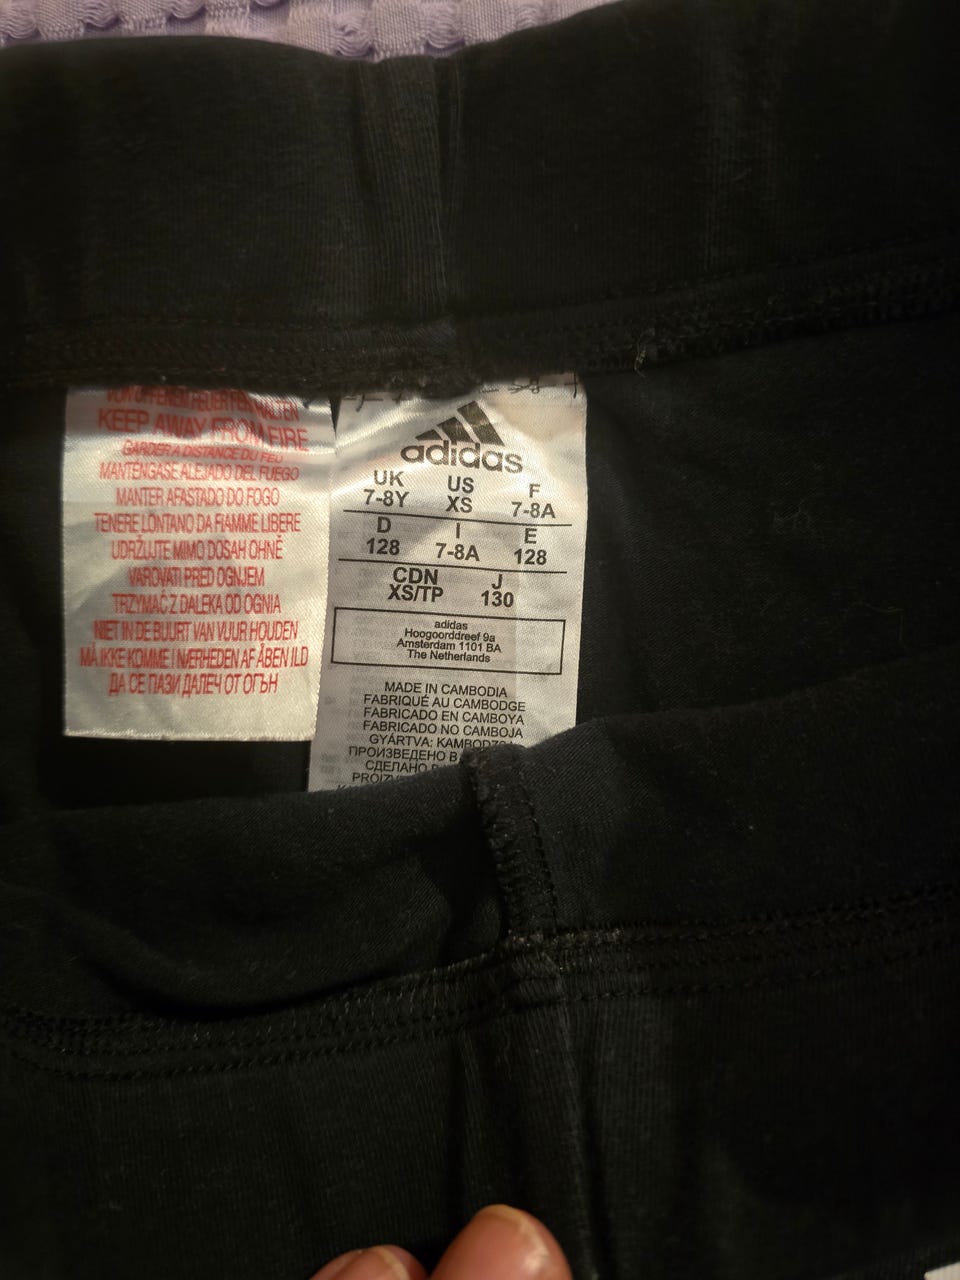 VON OFFENEM FEUER FERNHALTEN
KEEP AWAY FROM FIRE
GARDER A DISTANCE DU FEU
MANTENGASE ALEJADO DEL FUEGO
MANTER AFASTADO DO FOGO
TENERE LONTANO DA FIAMME LIBERE
UDRŽUJTE MIMO DOSAH OHNĚ
VAROVATI PRED OGNJEM
TRZYMAĆ Z DALEKA OD OGNIA
NIET IN DE BUURT VAN VUUR HOUDEN
MÅ IKKE KOMME I NÆRHEDEN AF ÅBEN ILD
ДА СЕ ПАЗИ ДАЛЕЧ ОТ ОГЪН
adidas
UK US F
7-8Y XS 7-8A
D I E
128 7-8A 128
CDN J
XS/TP 130
adidas
Hoogoorddreef 9a
Amsterdam 1101 BA
The Netherlands
MADE IN CAMBODIA
FABRIQUÉ AU CAMBODGE
FABRICADO EN CAMBOYA
FABRICADO NO CAMBOJA
GYÁRTVA:
ПРОИЗВЕДЕНО В
СДЕЛАНО